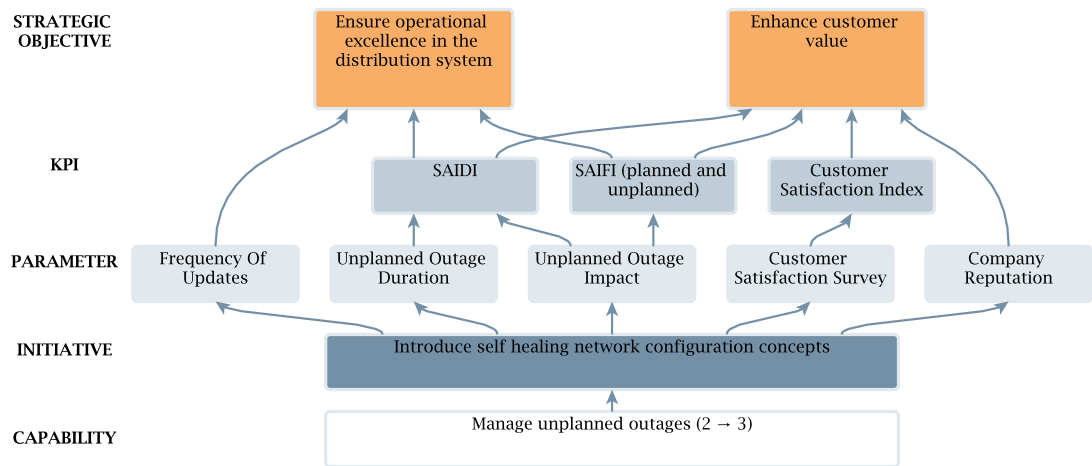 STRATEGIC
OBJECTIVE
Ensure operational
excellence in the
distribution system
Enhance customer
value
KPI
SAIDI
SAIFI (planned and
unplanned)
Customer
Satisfaction Index
PARAMETER
Frequency Of
Updates
Unplanned Outage
Duration
Unplanned Outage
Impact
Customer
Satisfaction Survey
Company
Reputation
INITIATIVE
Introduce self healing network configuration concepts
CAPABILITY
Manage unplanned outages (2 → 3)